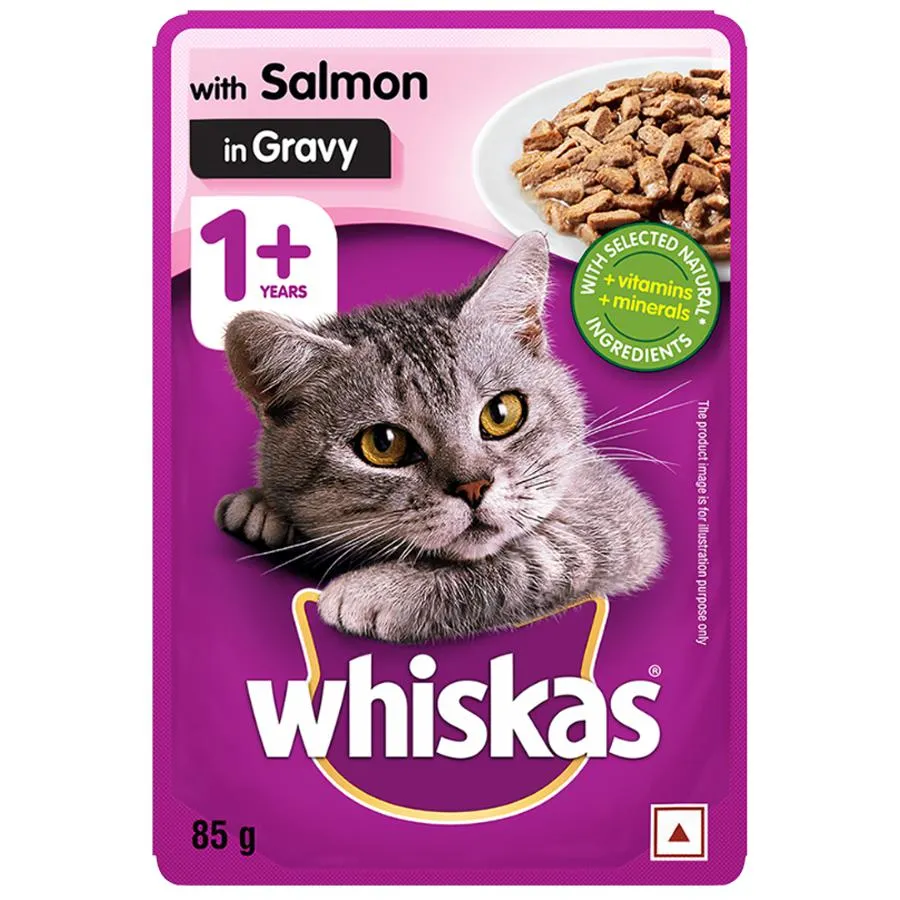 with Salmon
in Gravy
1+
YEARS
WITH SELECTED NATURAL*
+ vitamins
+ minerals
INGREDIENTS
The product image is for illustration purpose only
whiskas®
85 g